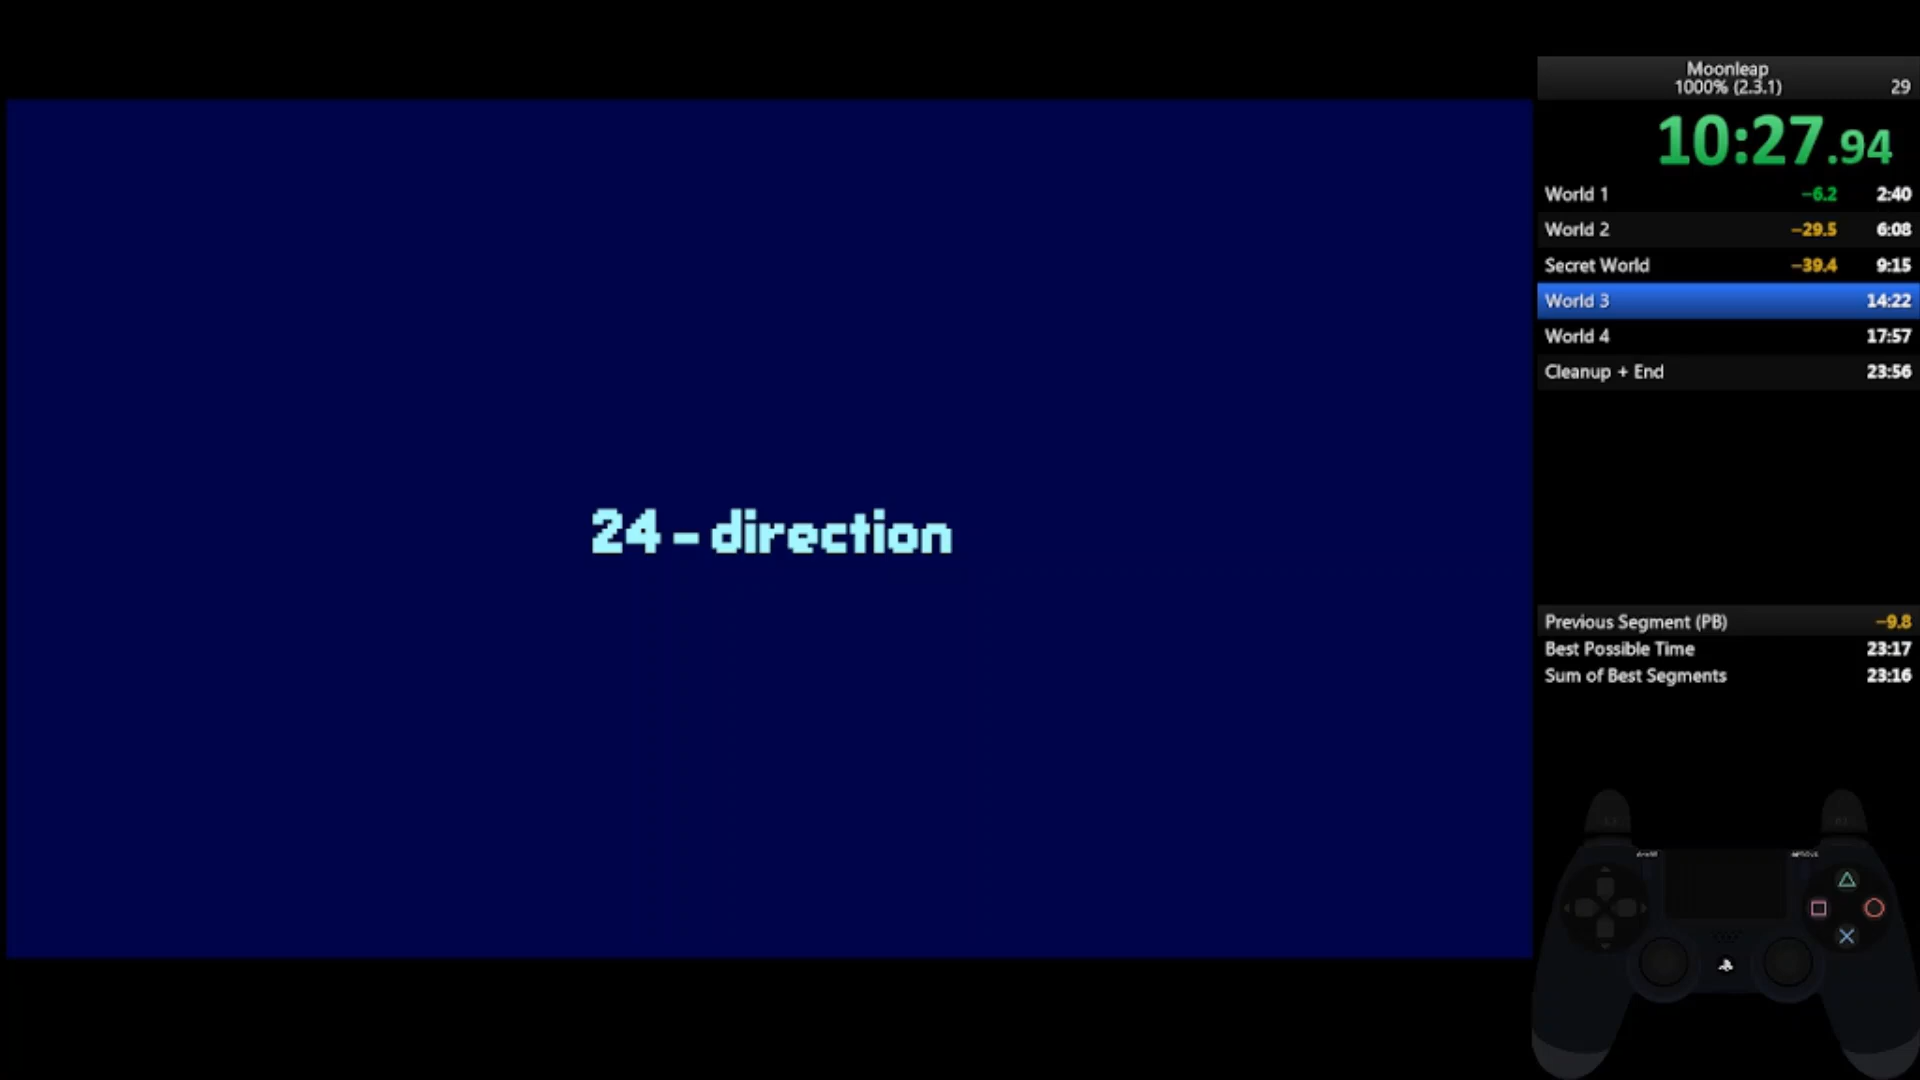 Moonleap
1000% (2.3.1) 29
10:27.94
World 1 −6.2 2:40
World 2 −29.5 6:08
Secret World −39.4 9:15
World 3 14:22
World 4 17:57
Cleanup + End 23:56
24 - direction
Previous Segment (PB) −9.8
Best Possible Time 23:17
Sum of Best Segments 23:16